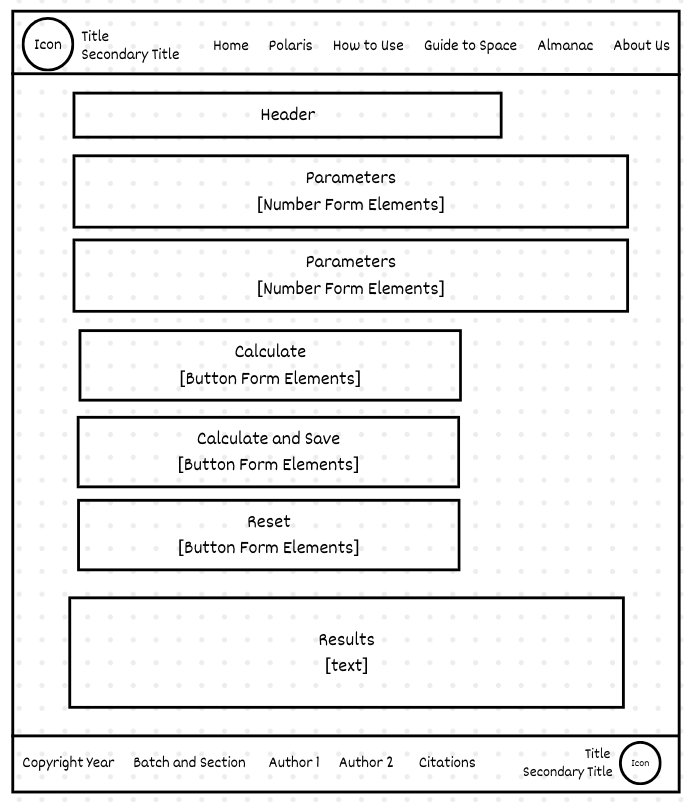 Icon
Title
Secondary Title
Home Polaris How to Use Guide to Space Almanac About Us
Header
Parameters
[Number Form Elements]
Parameters
[Number Form Elements]
Calculate
[Button Form Elements]
Calculate and Save
[Button Form Elements]
Reset
[Button Form Elements]
Results
[text]
Copyright Year Batch and Section Author 1 Author 2 Citations
Title
Secondary Title
Icon